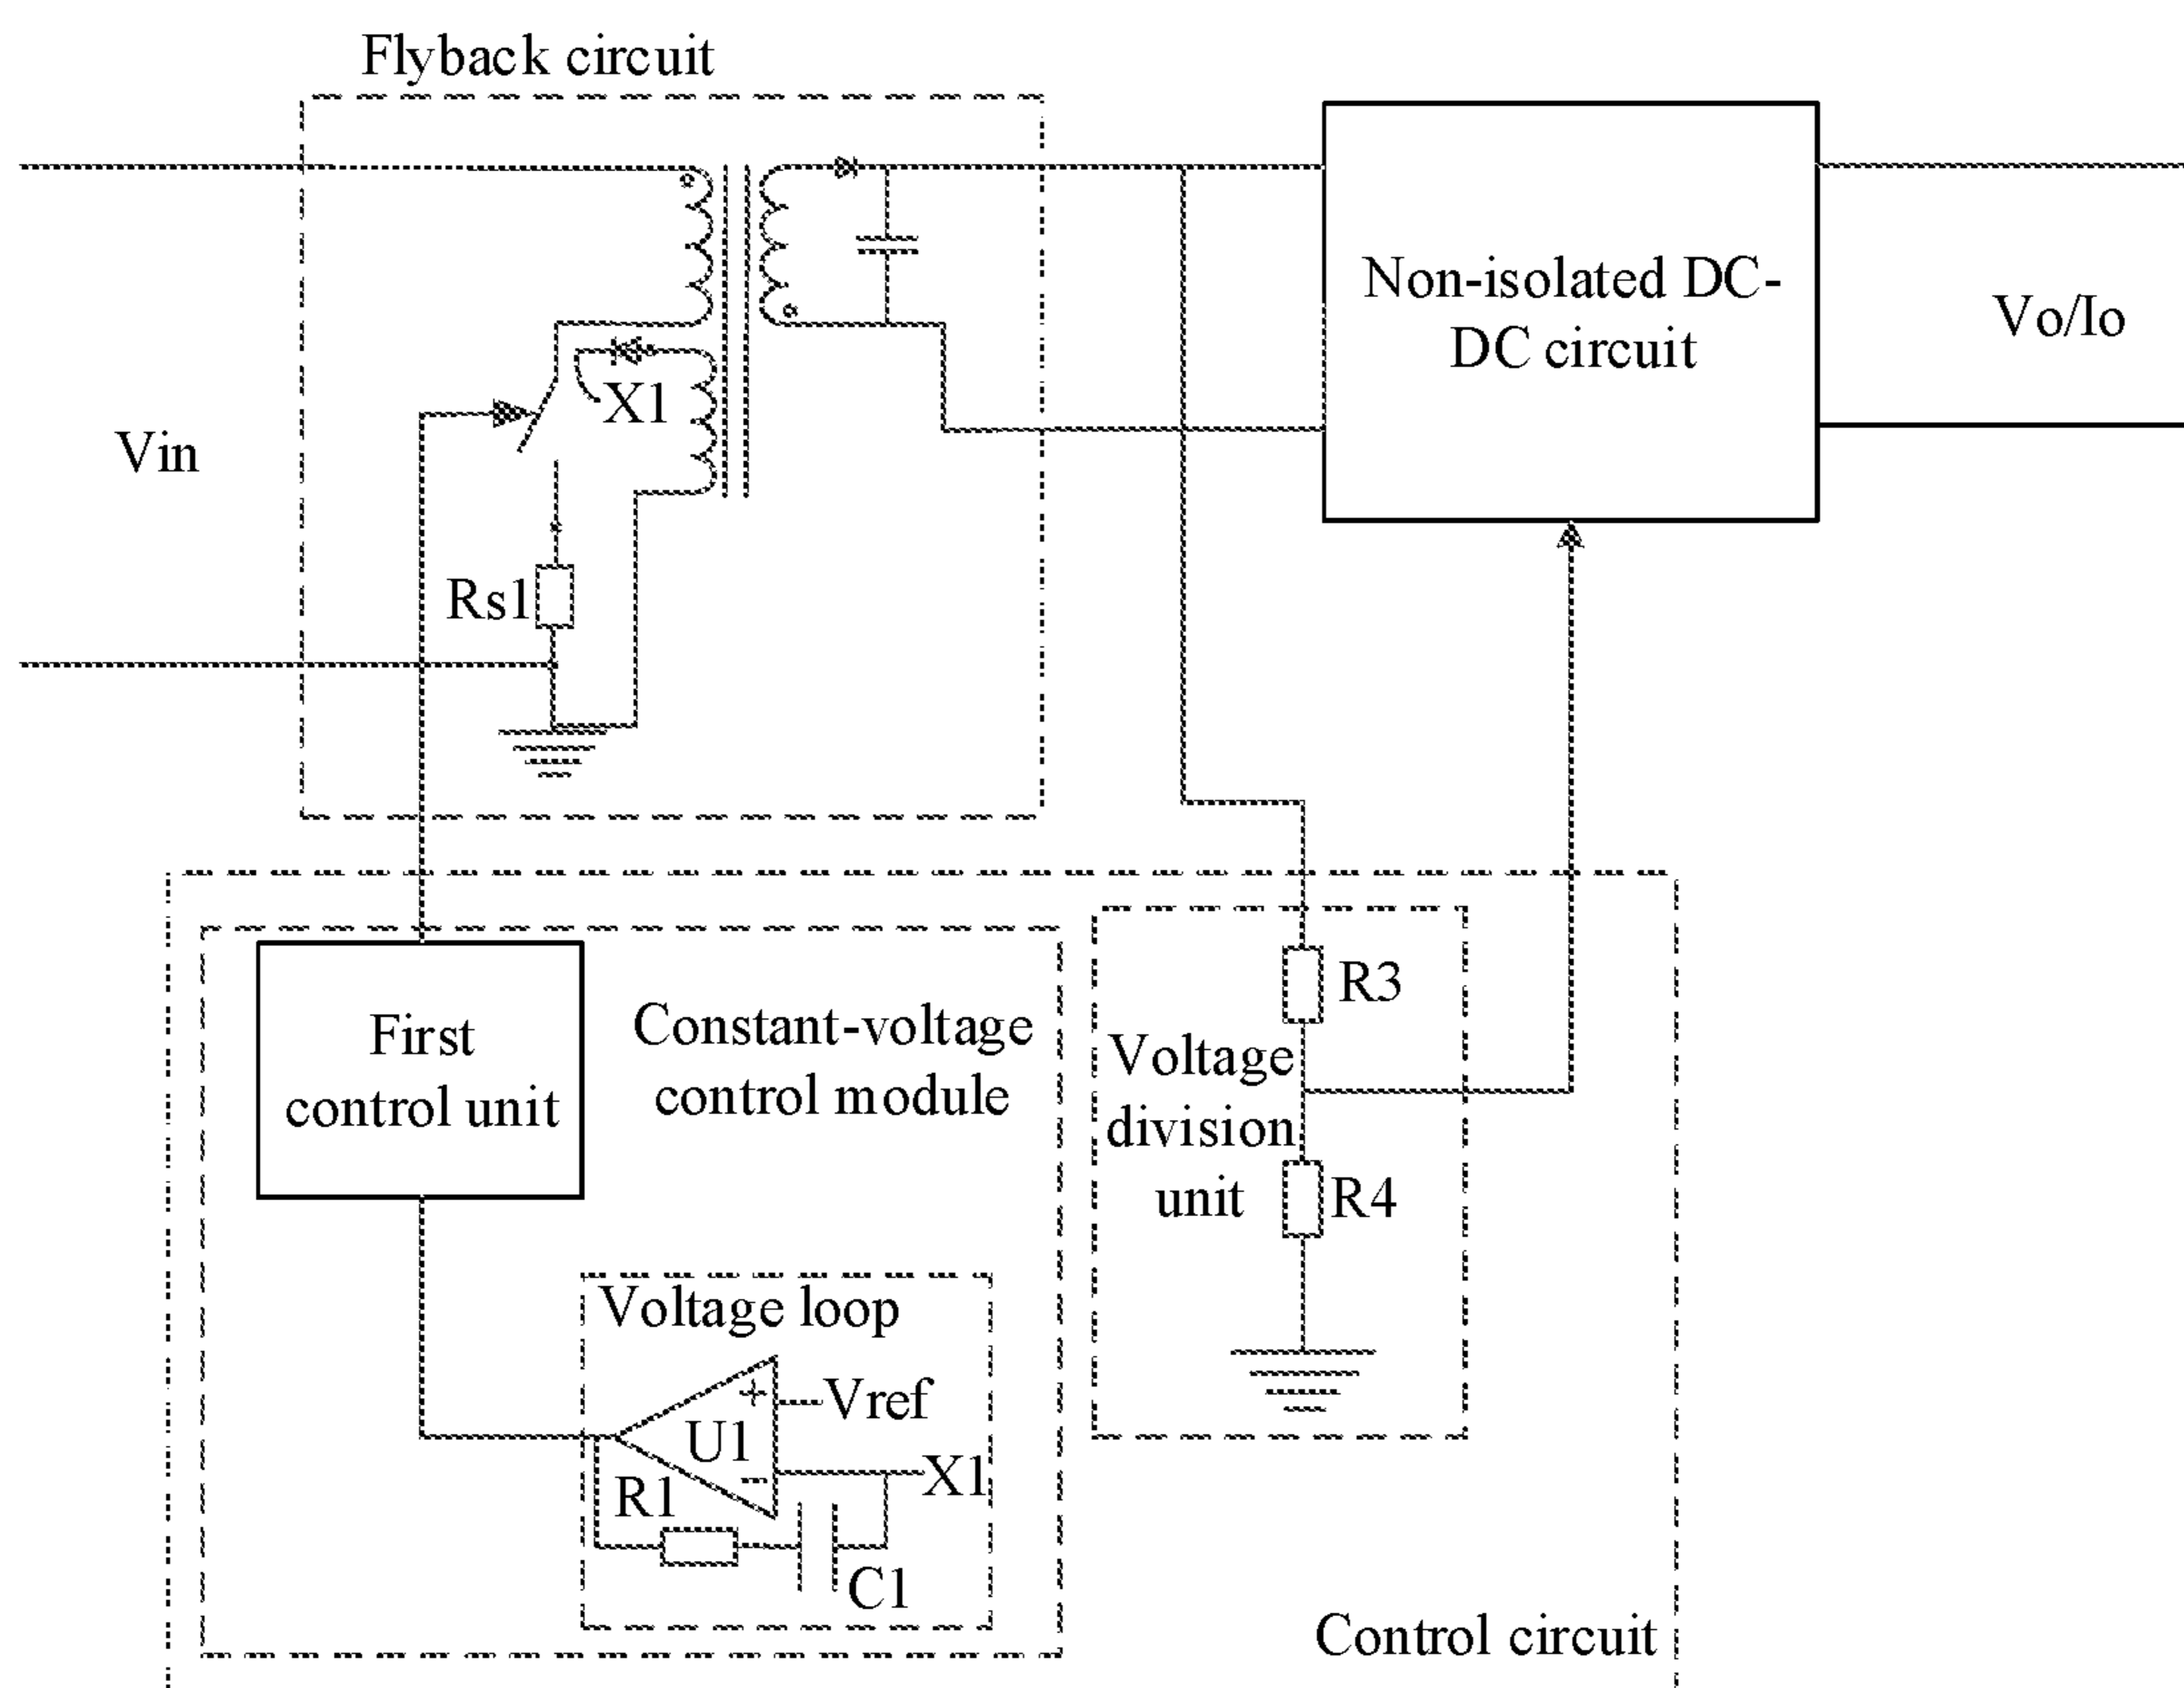 Flyback circuit
Non-isolated DC-
DC circuit
Vo/Io
Vin
X1
Rs1
First
control unit
Constant-voltage
control module
Voltage
division
unit
R3
R4
Voltage loop
+
Vref
U1
X1
R1
C1
Control circuit